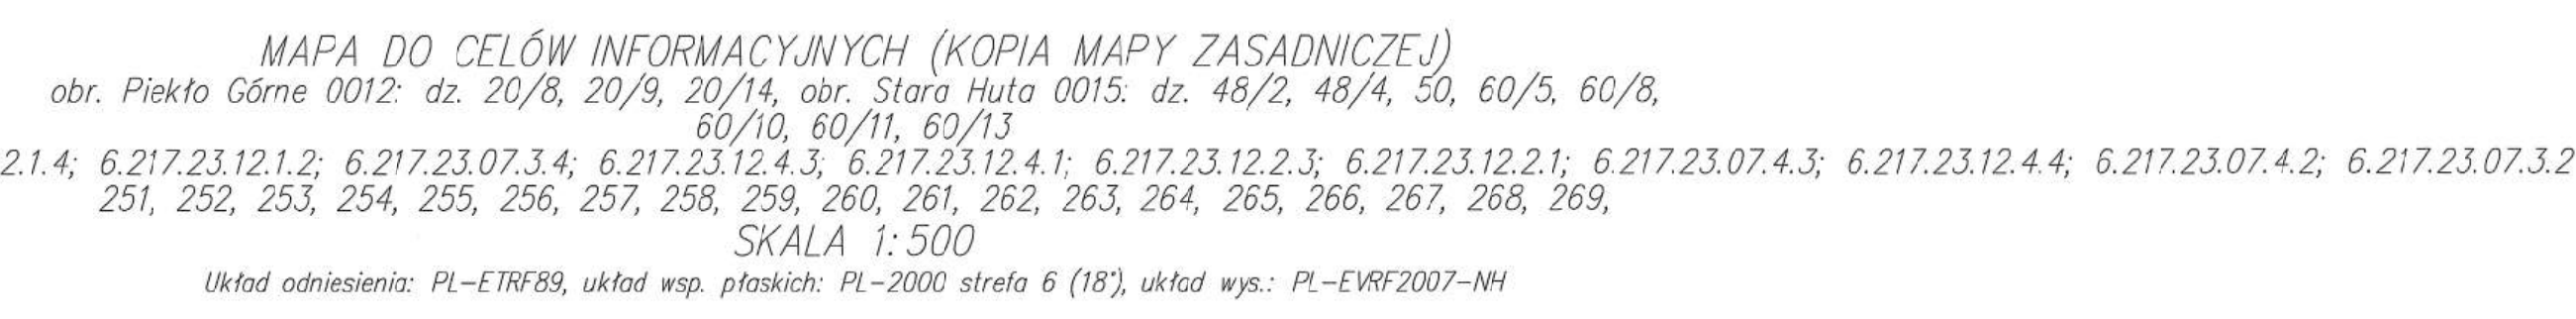 MAPA DO CELÓW INFORMACYJNYCH (KOPIA MAPY ZASADNICZEJ)
obr. Piekło Górne 0012: dz. 20/8, 20/9, 20/14, obr. Stara Huta 0015: dz. 48/2, 48/4, 50, 60/5, 60/8,
60/10, 60/11, 60/13
2.1.4; 6.217.23.12.1.2; 6.217.23.07.3.4; 6.217.23.12.4.3; 6.217.23.12.4.1; 6.217.23.12.2.3; 6.217.23.12.2.1; 6.217.23.07.4.3; 6.217.23.12.4.4; 6.217.23.07.4.2; 6.217.23.07.3.2
251, 252, 253, 254, 255, 256, 257, 258, 259, 260, 261, 262, 263, 264, 265, 266, 267, 268, 269,
SKALA 1:500
Układ odniesienia: PL-ETRF89, układ wsp. płaskich: PL-2000 strefa 6 (18°), układ wys.: PL-EVRF2007-NH